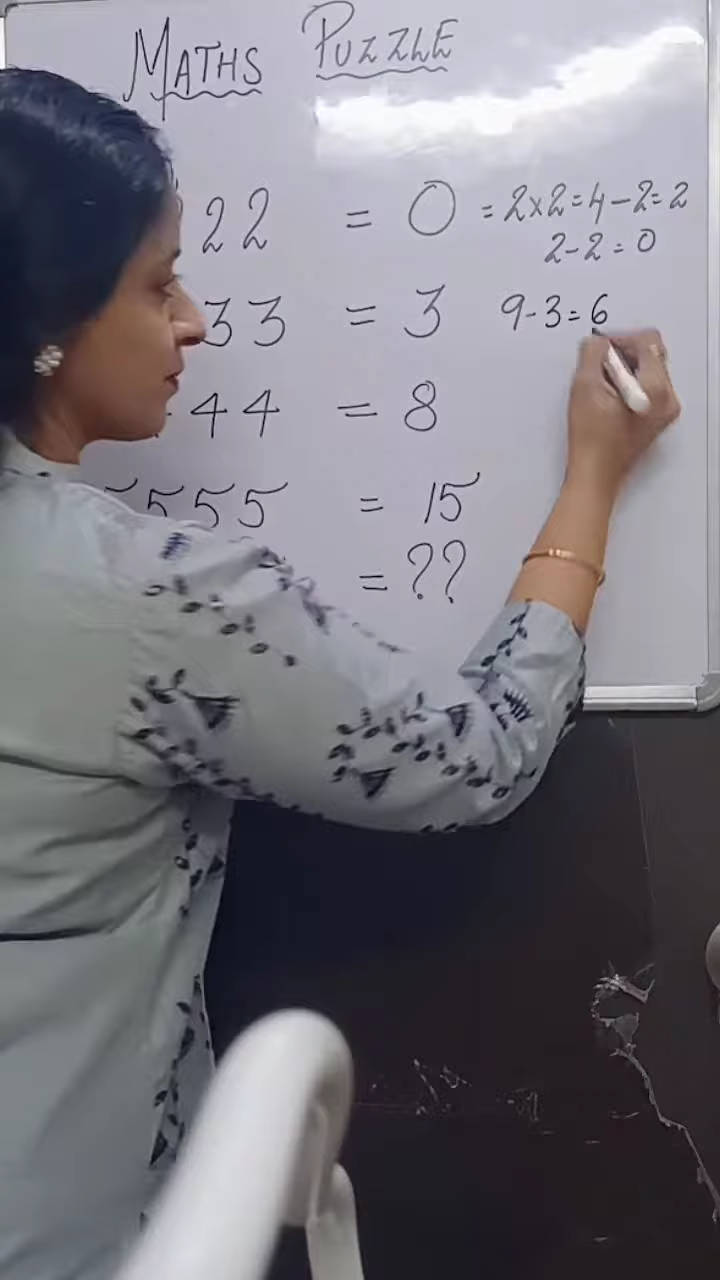 MATHS PUZZLE
22 = 0 = 2×2=4-2=2
2-2=0
33 = 3 9-3=6
44 = 8
5555 = 15
= ??